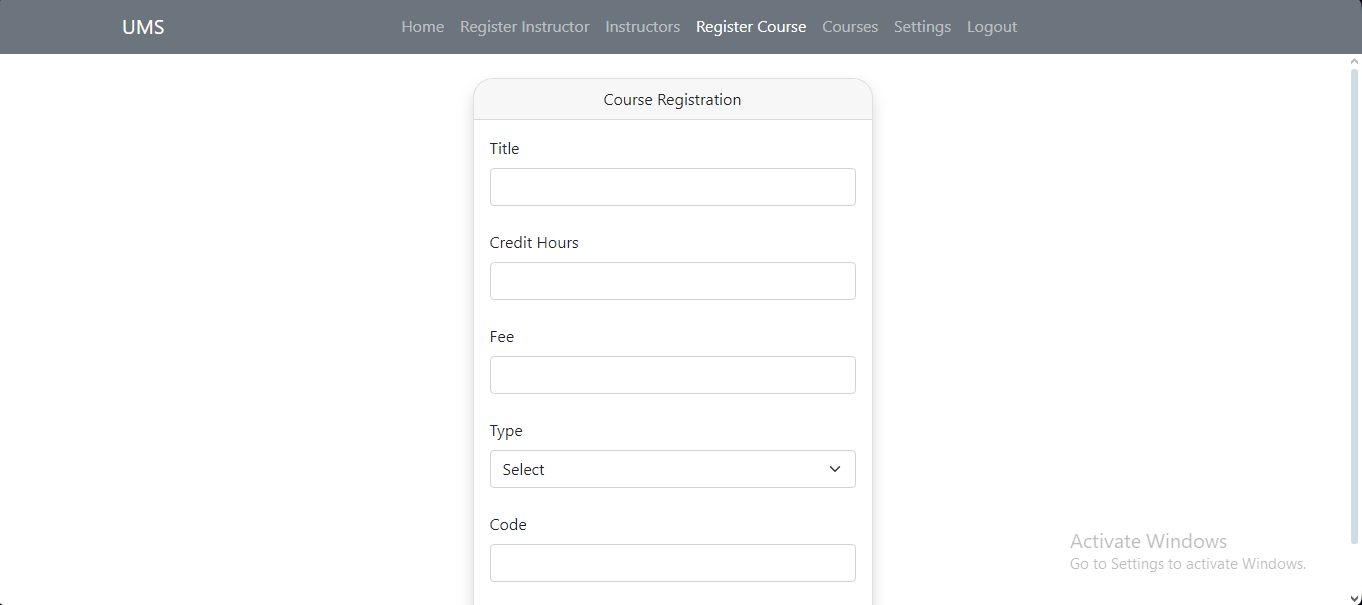 UMS Home Register Instructor Instructors Register Course Courses Settings Logout
Course Registration
Title
Credit Hours
Fee
Type
Select
Code
Activate Windows
Go to Settings to activate Windows.